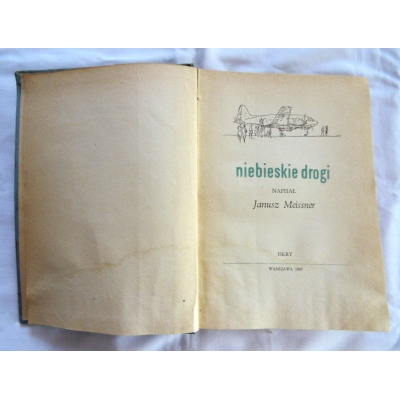 niebieskie drogi
NAPISAŁ
Janusz Meissner
ISKRY
WARSZAWA 1957